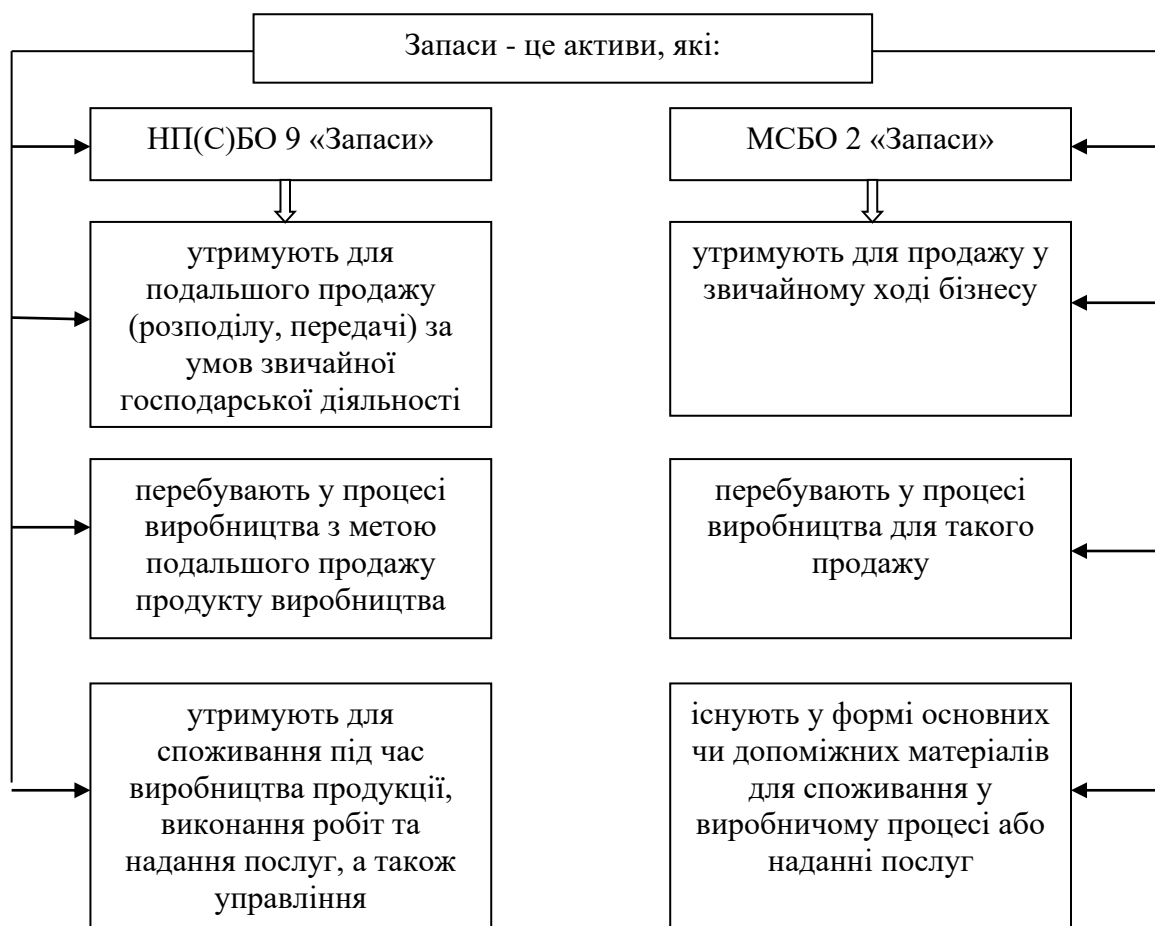 Запаси - це активи, які:
НП(С)БО 9 «Запаси»
МСБО 2 «Запаси»
утримують для
подальшого продажу
(розподілу, передачі) за
умов звичайної
господарської діяльності
утримують для продажу у
звичайному ході бізнесу
перебувають у процесі
виробництва з метою
подальшого продажу
продукту виробництва
перебувають у процесі
виробництва для такого
продажу
утримують для
споживання під час
виробництва продукції,
виконання робіт та
надання послуг, а також
управління
існують у формі основних
чи допоміжних матеріалів
для споживання у
виробничому процесі або
наданні послуг